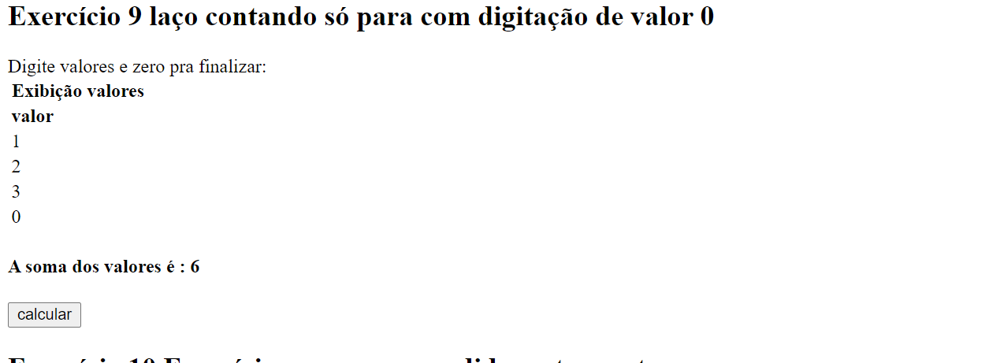 Exercício 9 laço contando só para com digitação de valor 0
Digite valores e zero pra finalizar:
Exibição valores
valor
1
2
3
0
A soma dos valores é : 6
calcular